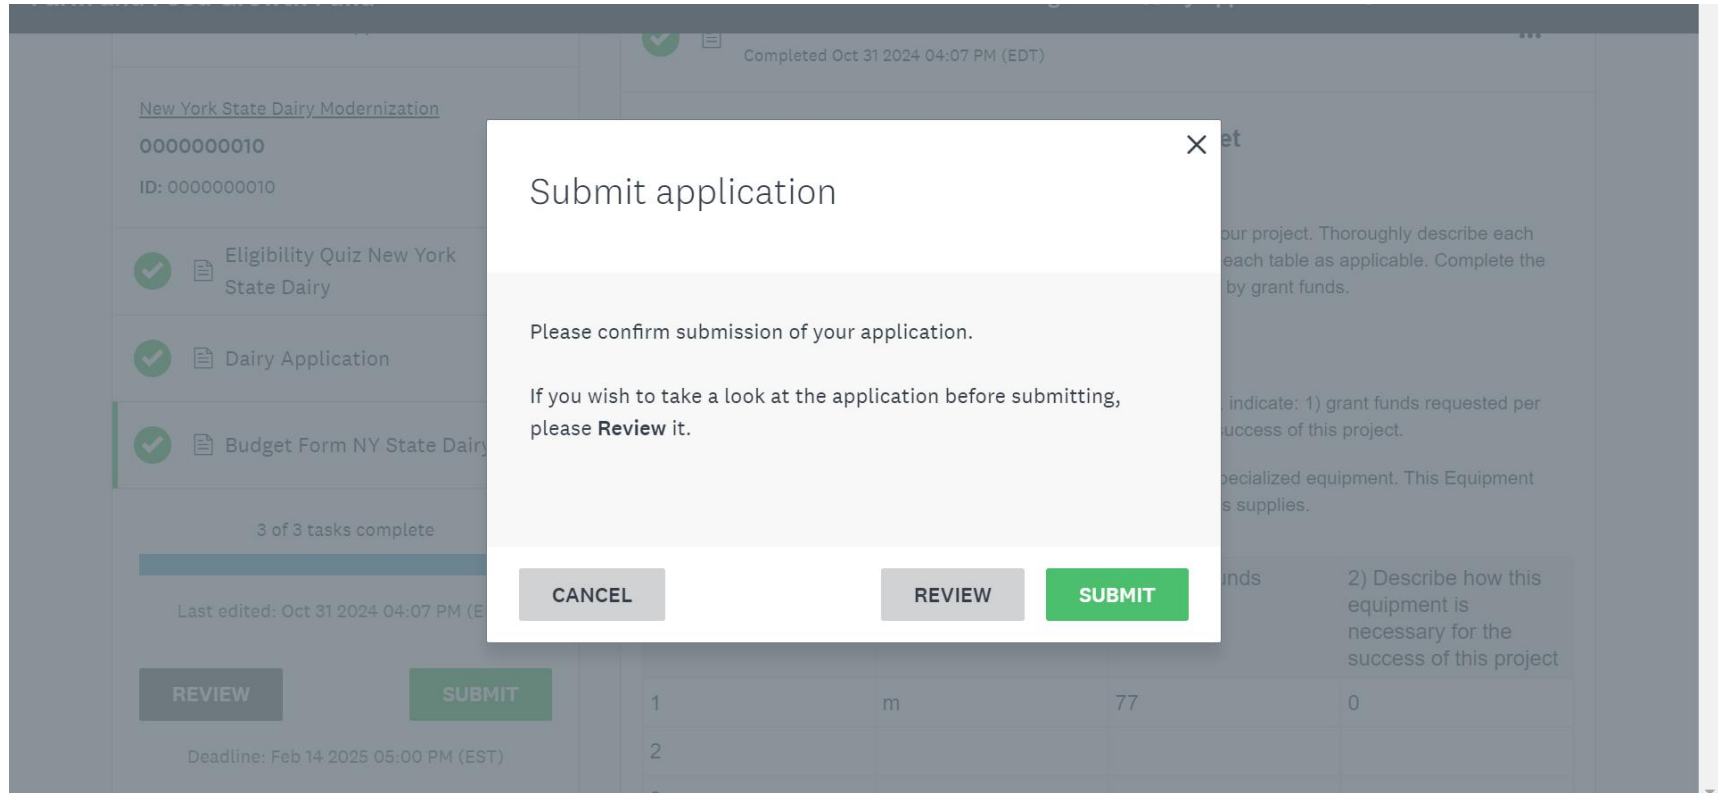 Completed Oct 31 2024 04:07 PM (EDT)
New York State Dairy Modernization
0000000010
ID: 0000000010
Eligibility Quiz New York
State Dairy
Dairy Application
Budget Form NY State Dairy
3 of 3 tasks complete
Last edited: Oct 31 2024 04:07 PM (E
REVIEW
SUBMIT
Deadline: Feb 14 2025 05:00 PM (EST)
Submit application
Please confirm submission of your application.
If you wish to take a look at the application before submitting,
please Review it.
CANCEL
REVIEW
SUBMIT
et
our project. Thoroughly describe each
each table as applicable. Complete the
by grant funds.
indicate: 1) grant funds requested per
success of this project.
pecialized equipment. This Equipment
s supplies.
unds
2) Describe how this
equipment is
necessary for the
success of this project
1 m 77 0
2